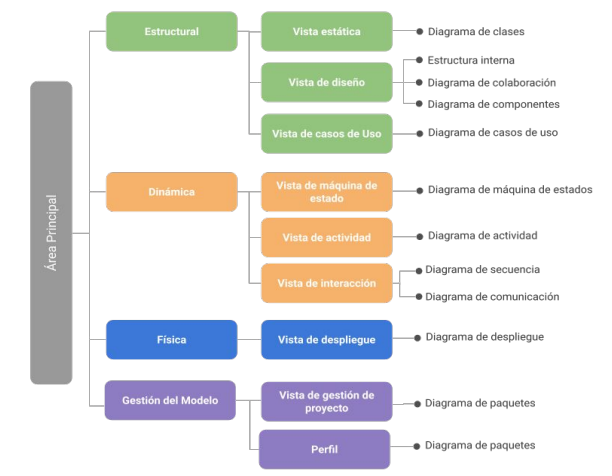 Área Principal
Estructural
Vista estática
Diagrama de clases
Vista de diseño
Estructura interna
Diagrama de colaboración
Diagrama de componentes
Vista de casos de Uso
Diagrama de casos de uso
Dinámica
Vista de máquina de
estado
Diagrama de máquina de estados
Vista de actividad
Diagrama de actividad
Vista de interacción
Diagrama de secuencia
Diagrama de comunicación
Física
Vista de despliegue
Diagrama de despliegue
Gestión del Modelo
Vista de gestión de
proyecto
Diagrama de paquetes
Perfil
Diagrama de paquetes